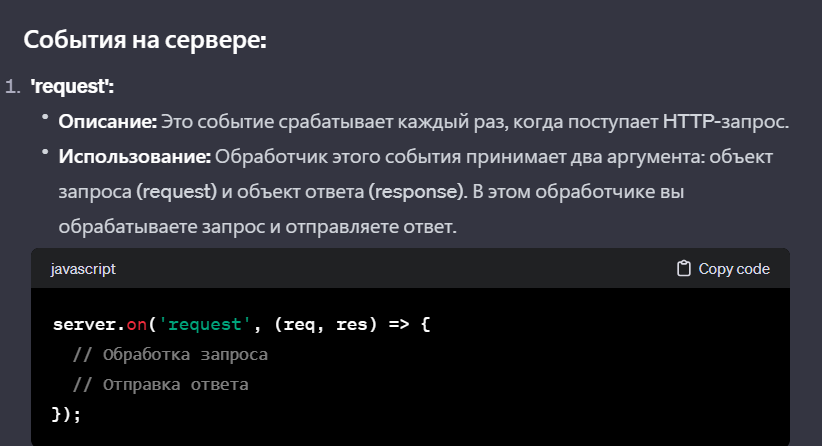 События на сервере:
1. 'request':
• Описание: Это событие срабатывает каждый раз, когда поступает HTTP-запрос.
• Использование: Обработчик этого события принимает два аргумента: объект
запроса (request) и объект ответа (response). В этом обработчике вы
обрабатываете запрос и отправляете ответ.
javascript Copy code
server.on('request', (req, res) => {
  // Обработка запроса
  // Отправка ответа
});